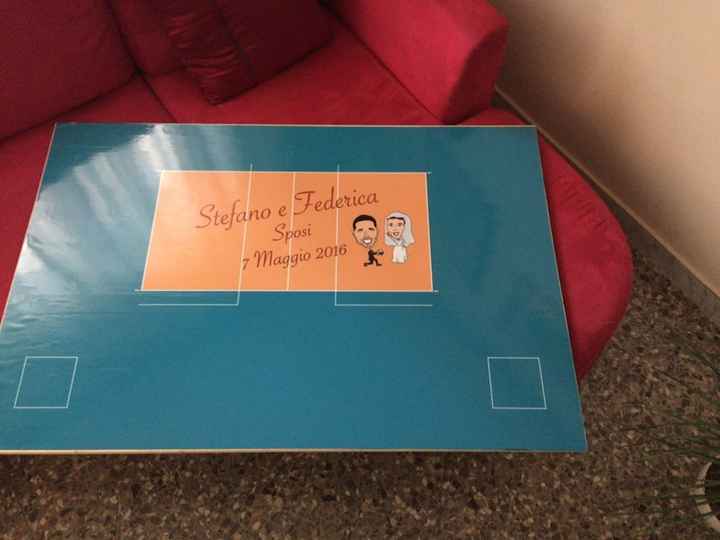 Stefano e Federica
Sposi
7 Maggio 2016